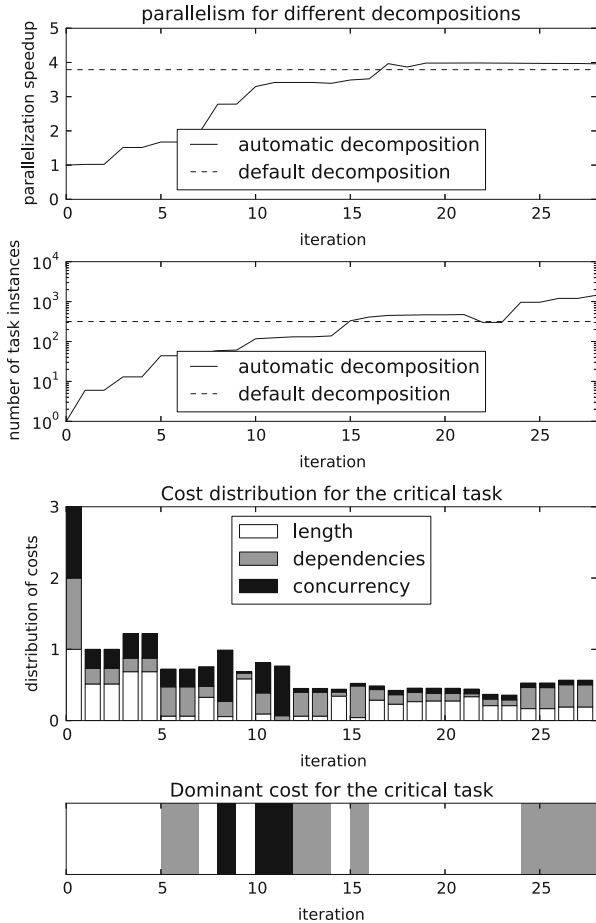 parallelism for different decompositions
parallelization speedup
5
4
3
2
1
0
automatic decomposition
default decomposition
0 5 10 15 20 25
iteration
number of task instances
10^4
10^3
10^2
10^1
10^0
automatic decomposition
default decomposition
0 5 10 15 20 25
iteration
Cost distribution for the critical task
distribution of costs
3
2
1
0
length
dependencies
concurrency
0 5 10 15 20 25
iteration
Dominant cost for the critical task
0 5 10 15 20 25
iteration